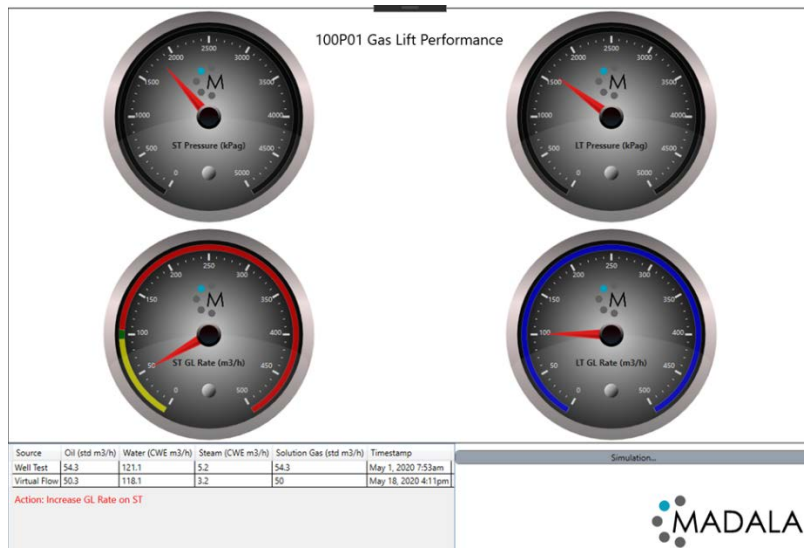 100P01 Gas Lift Performance
0 500 1000 1500 2000 2500 3000 3500 4000 4500 5000
M
ST Pressure (kPag)
0 500 1000 1500 2000 2500 3000 3500 4000 4500 5000
M
LT Pressure (kPag)
0 50 100 150 200 250 300 350 400 450 500
M
ST GL Rate (m3/h)
0 50 100 150 200 250 300 350 400 450 500
M
LT GL Rate (m3/h)
Source Oil (std m3/h) Water (CWE m3/h) Steam (CWE m3/h) Solution Gas (std m3/h) Timestamp
Well Test 54.3 121.1 5.2 54.3 May 1, 2020 7:53am
Virtual Flow 50.3 118.1 3.2 50 May 18, 2020 4:11pm
Action: Increase GL Rate on ST
Simulation...
MADALA